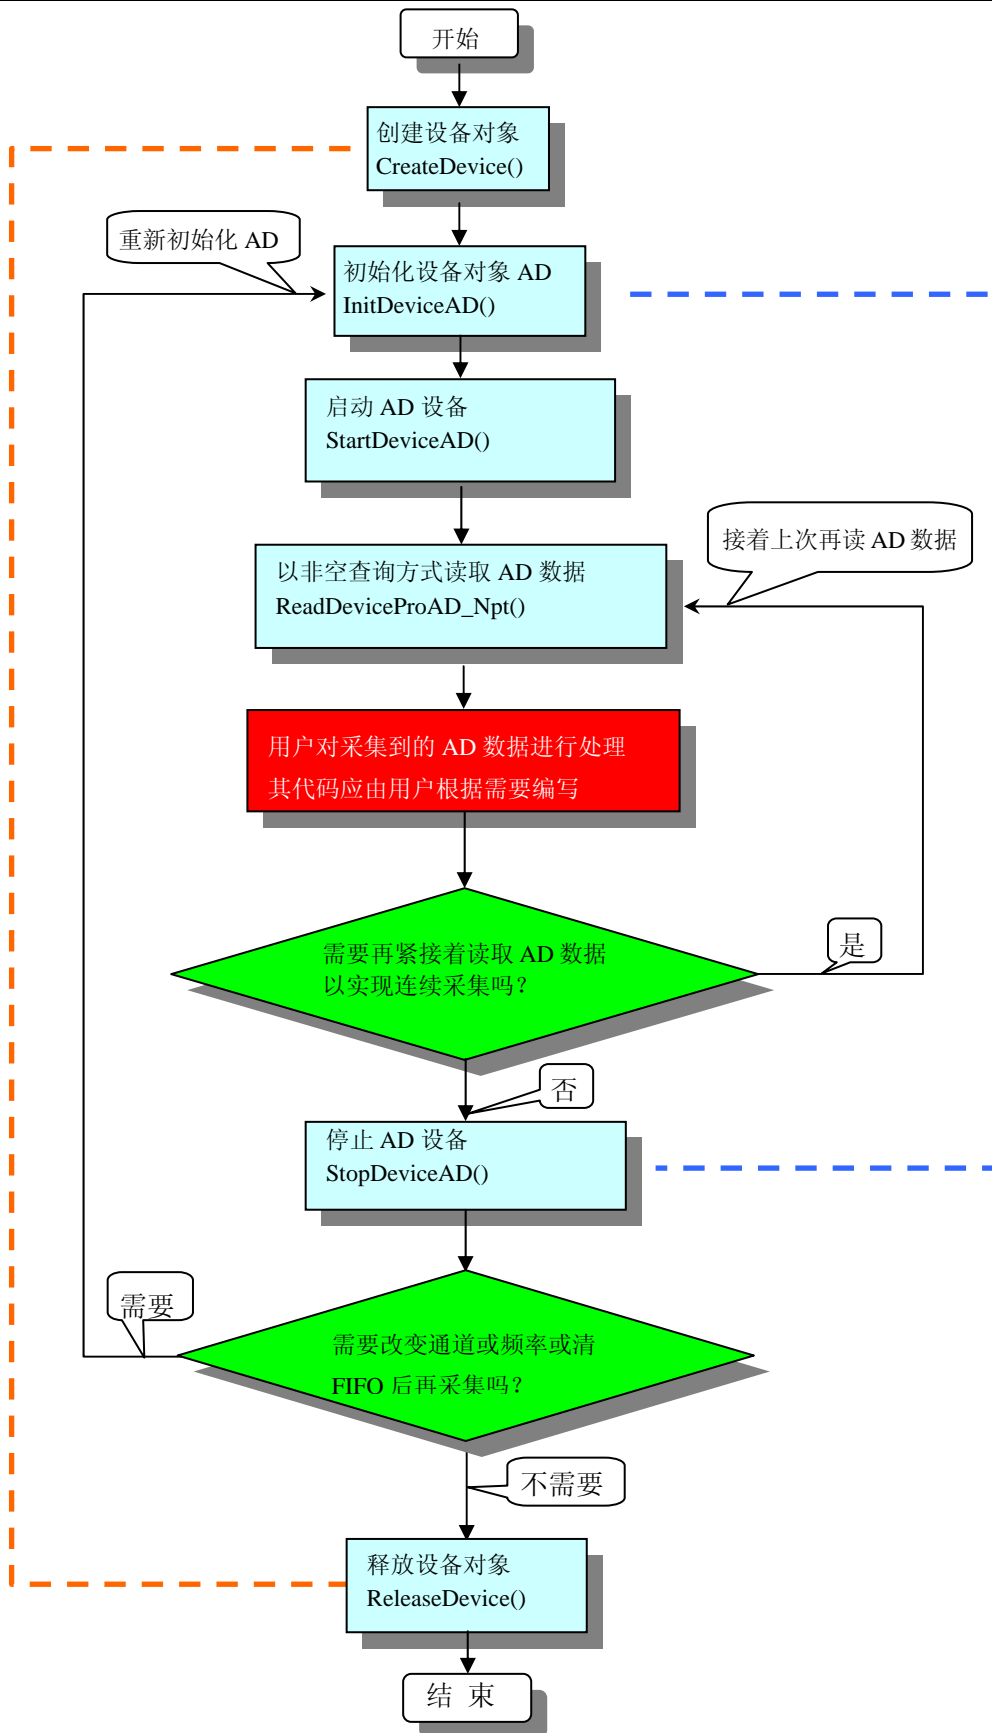 开始
创建设备对象
CreateDevice()
重新初始化 AD
初始化设备对象 AD
InitDeviceAD()
启动 AD 设备
StartDeviceAD()
接着上次再读 AD 数据
以非空查询方式读取 AD 数据
ReadDeviceProAD_Npt()
用户对采集到的 AD 数据进行处理
其代码应由用户根据需要编写
需要再紧接着读取 AD 数据
以实现连续采集吗？
是
否
停止 AD 设备
StopDeviceAD()
需要
需要改变通道或频率或清
FIFO 后再采集吗？
不需要
释放设备对象
ReleaseDevice()
结 束